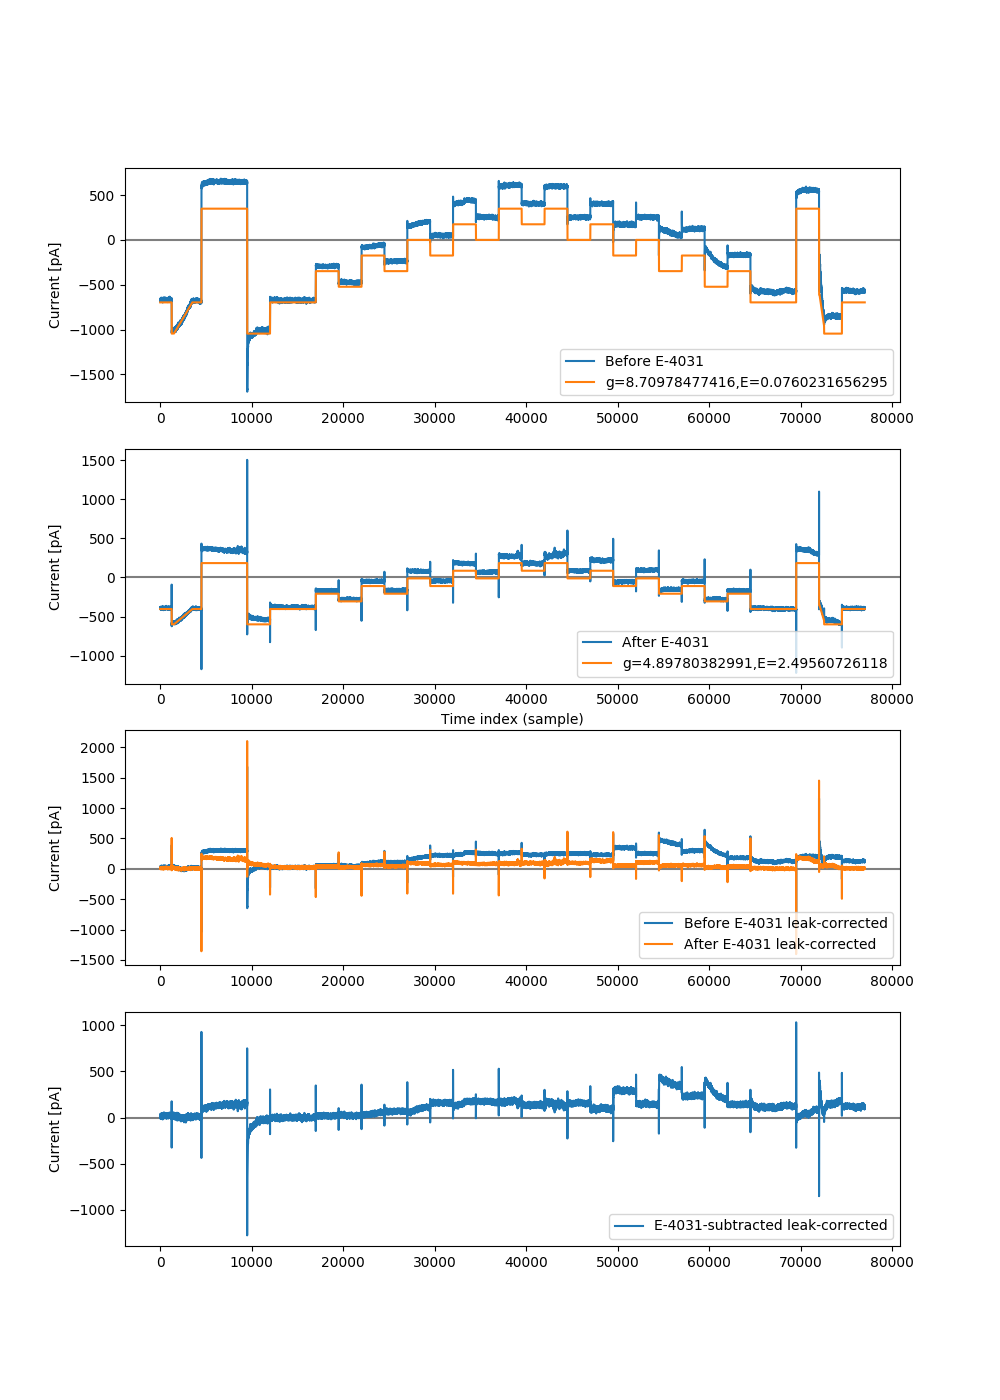 500
0
−500
−1000
−1500
Current [pA]
Before E-4031
g=8.70978477416,E=0.0760231656295
0 10000 20000 30000 40000 50000 60000 70000 80000
1500
1000
500
0
−500
−1000
Current [pA]
After E-4031
g=4.89780382991,E=2.49560726118
0 10000 20000 30000 40000 50000 60000 70000 80000
Time index (sample)
2000
1500
1000
500
0
−500
−1000
−1500
Current [pA]
Before E-4031 leak-corrected
After E-4031 leak-corrected
0 10000 20000 30000 40000 50000 60000 70000 80000
1000
500
0
−500
−1000
Current [pA]
E-4031-subtracted leak-corrected
0 10000 20000 30000 40000 50000 60000 70000 80000